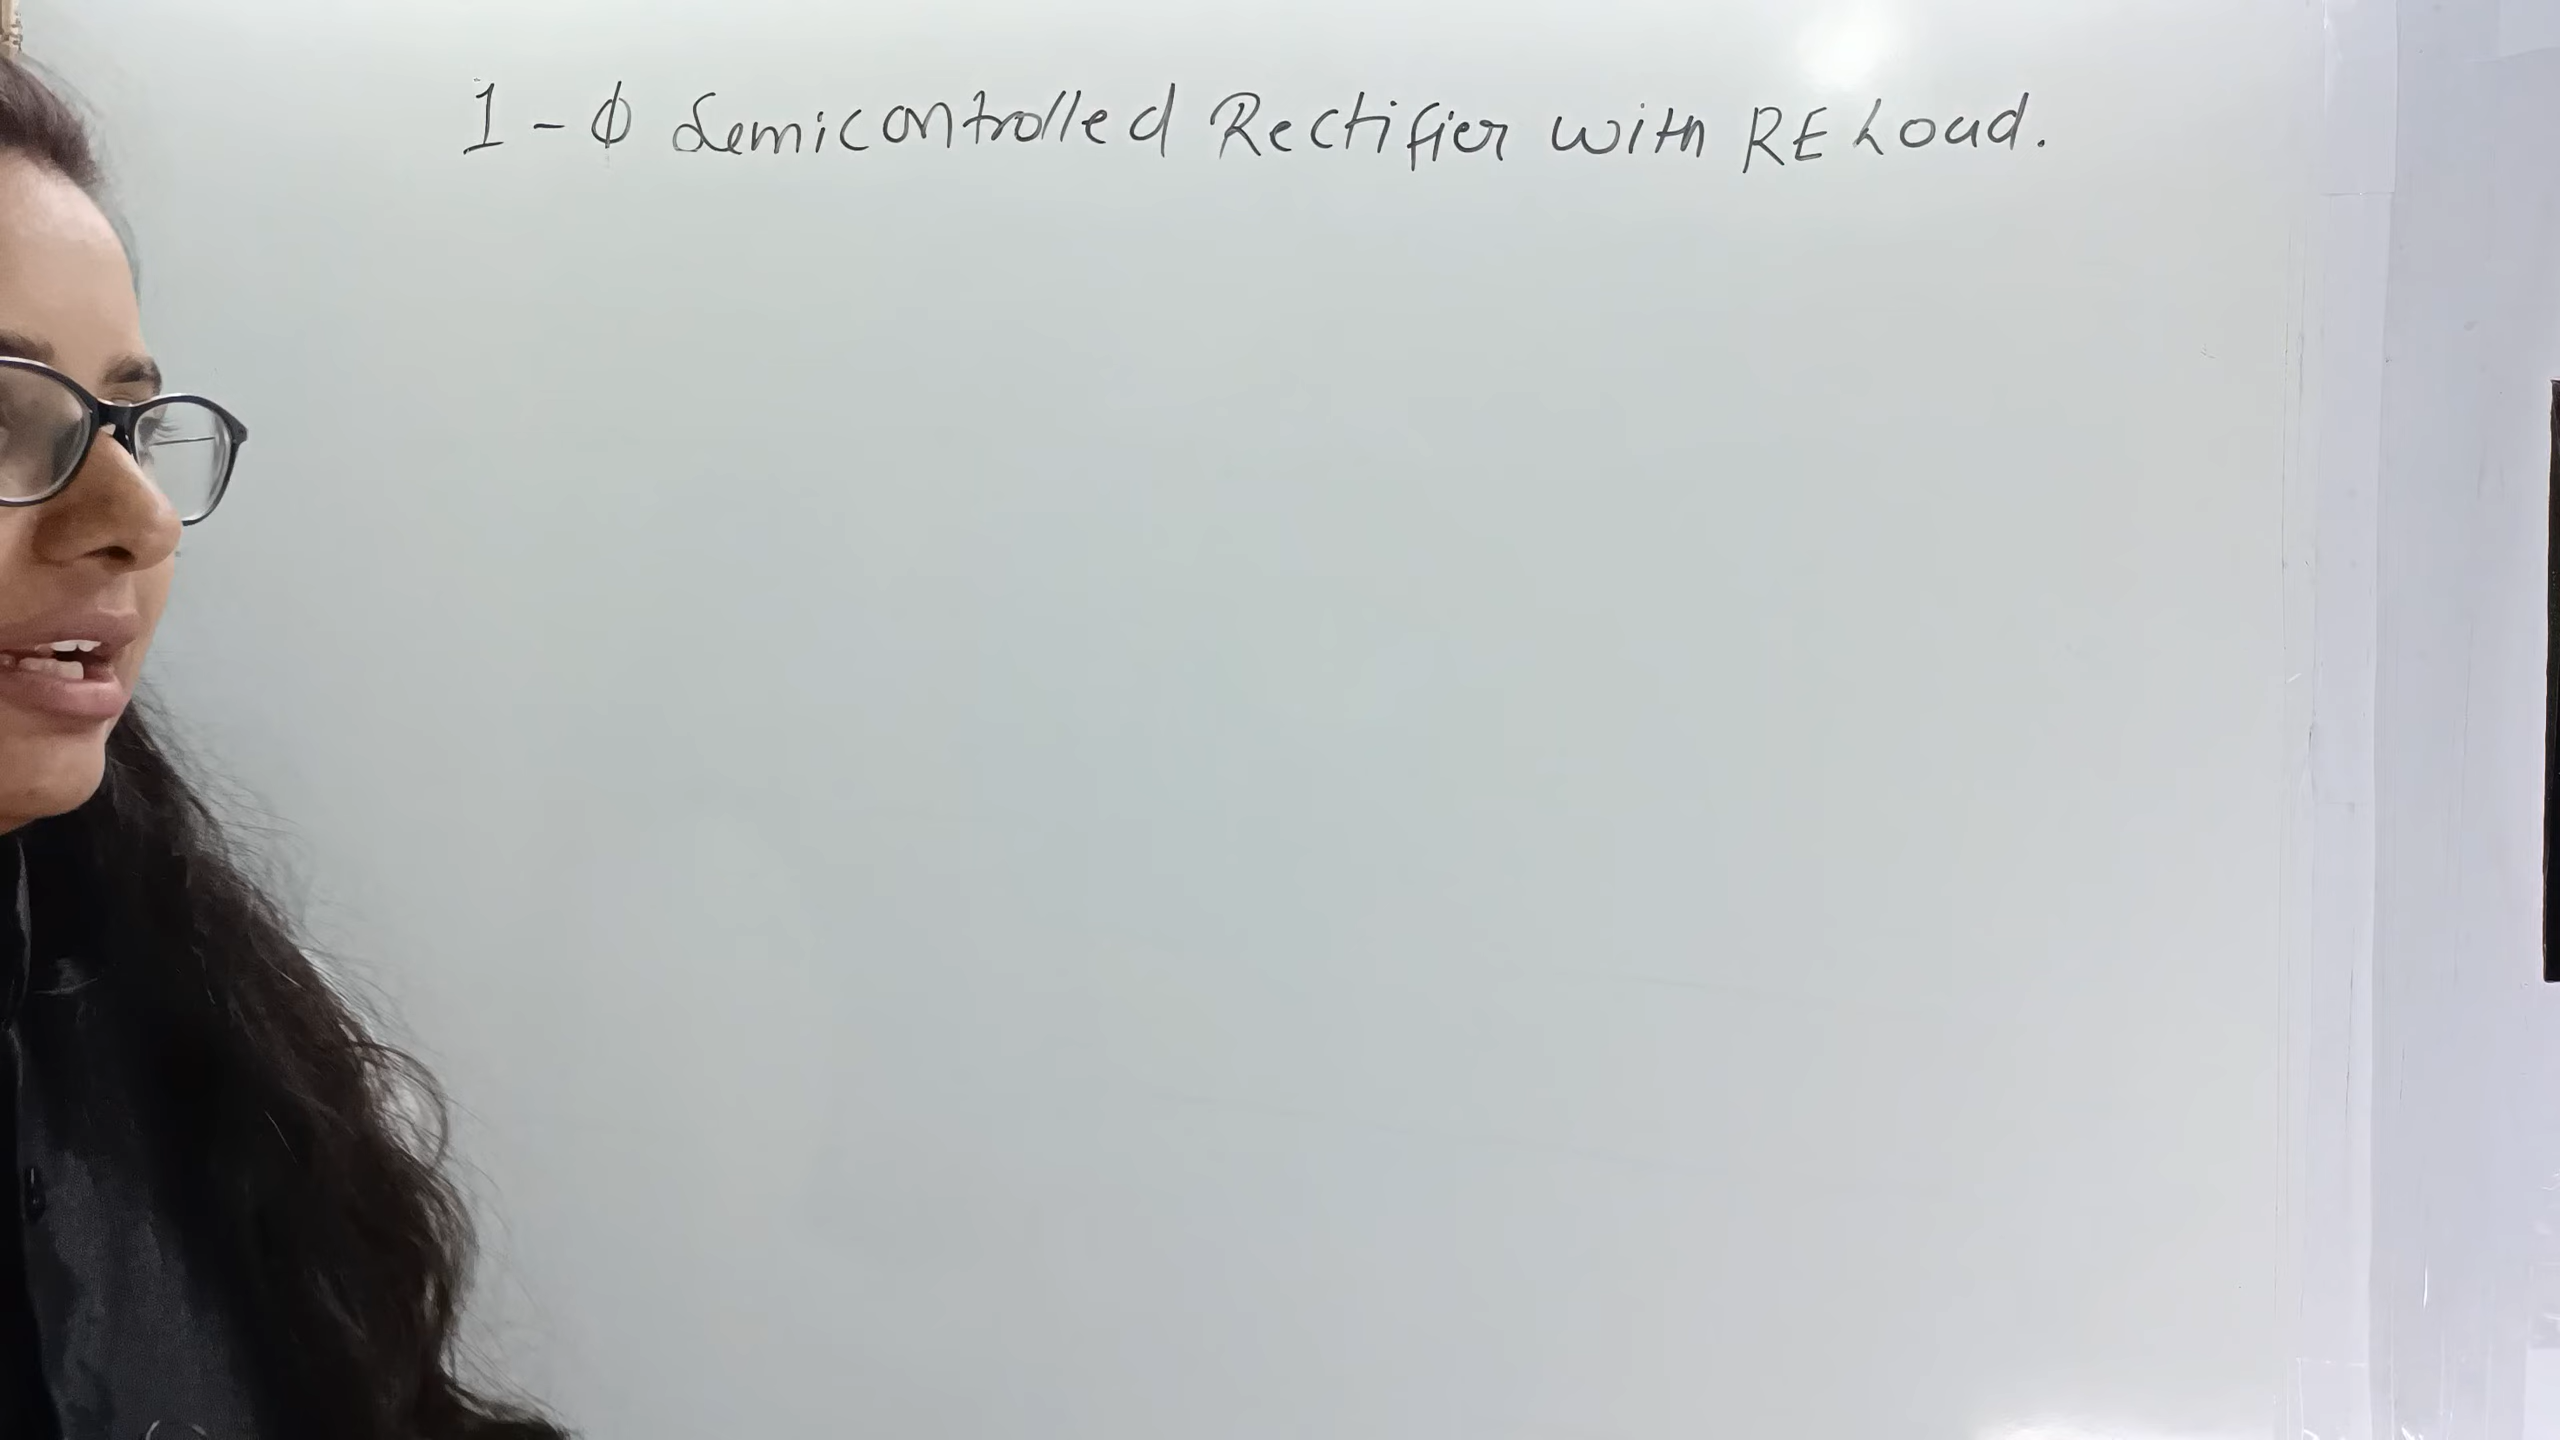 1-Φ Semicontrolled Rectifier with RE Load.